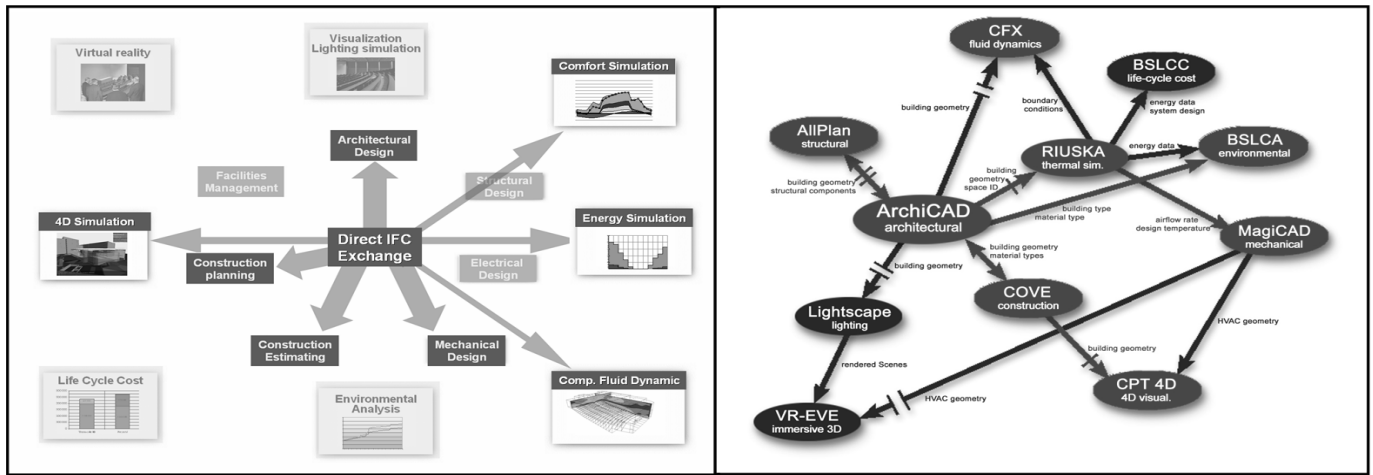 Virtual reality
Visualization
Lighting simulation
Comfort Simulation
Architectural
Design
Facilities
Management
Structural
Design
4D Simulation
Direct IFC
Exchange
Energy Simulation
Construction
planning
Electrical
Design
Construction
Estimating
Mechanical
Design
Life Cycle Cost
Environmental
Analysis
Comp. Fluid Dynamic
CFX
fluid dynamics
BSLCC
life-cycle cost
building geometry
boundary
conditions
energy data
system design
AllPlan
structural
RIUSKA
thermal sim.
energy data
BSLCA
environmental
building geometry
structural components
building
geometry
space ID
ArchiCAD
architectural
building type
material type
airflow rate
design temperature
MagiCAD
mechanical
building geometry
building geometry
material types
COVE
construction
Lightscape
lighting
HVAC geometry
building geometry
rendered Scenes
CPT 4D
4D visual.
HVAC geometry
VR-EVE
immersive 3D